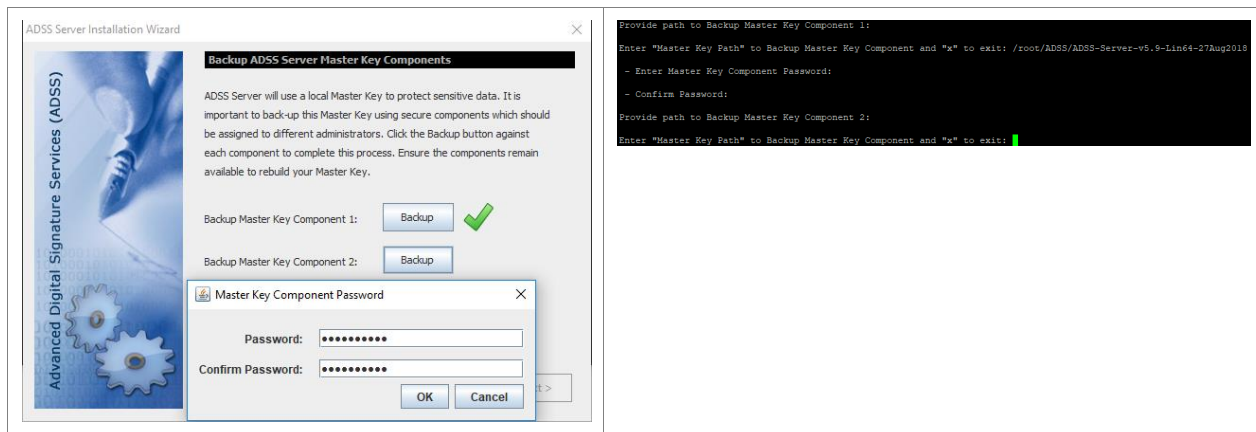 ADSS Server Installation Wizard
Advanced Digital Signature Services (ADSS)
Backup ADSS Server Master Key Components
ADSS Server will use a local Master Key to protect sensitive data. It is
important to back-up this Master Key using secure components which should
be assigned to different administrators. Click the Backup button against
each component to complete this process. Ensure the components remain
available to rebuild your Master Key.
Backup Master Key Component 1: Backup
Backup Master Key Component 2: Backup
Master Key Component Password
Password: ••••••••••
Confirm Password: ••••••••••
OK Cancel
Provide path to Backup Master Key Component 1:
Enter "Master Key Path" to Backup Master Key Component and "x" to exit: /root/ADSS/ADSS-Server-v5.9-Lin64-27Aug2018
- Enter Master Key Component Password:
- Confirm Password:
Provide path to Backup Master Key Component 2:
Enter "Master Key Path" to Backup Master Key Component and "x" to exit: